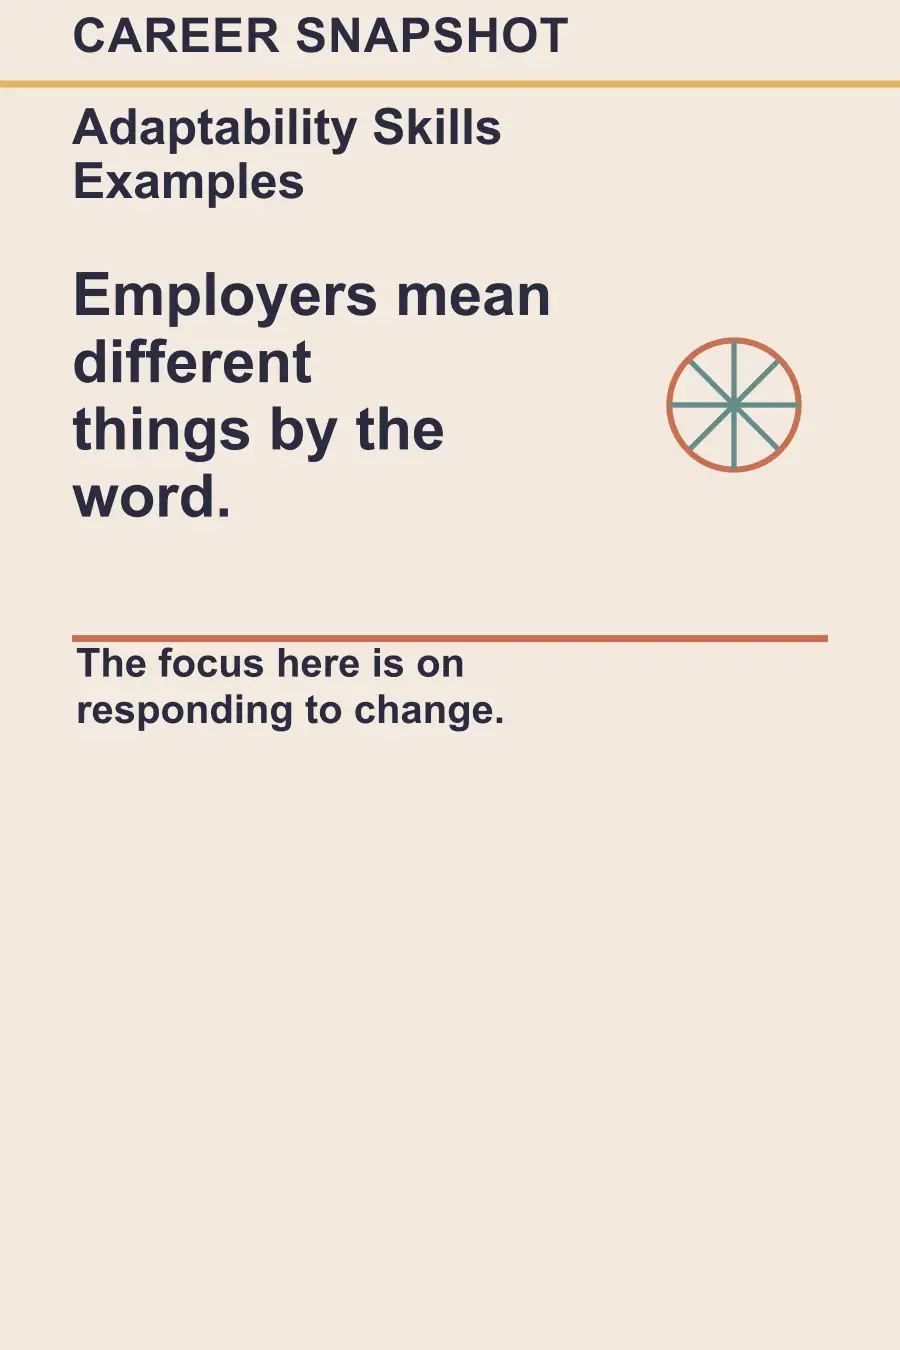 CAREER SNAPSHOT
Adaptability Skills
Examples
Employers mean
different
things by the
word.
The focus here is on
responding to change.